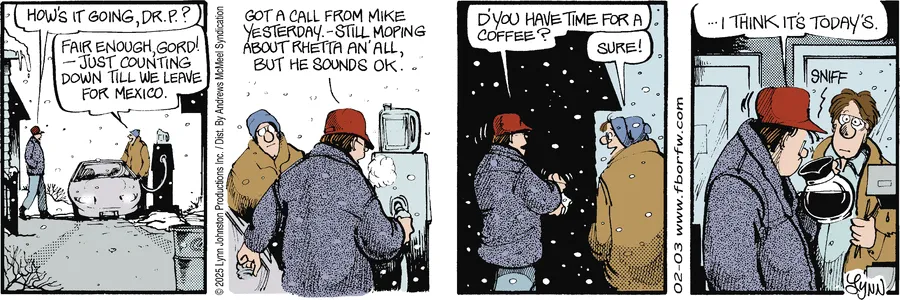 HOW'S IT GOING, DR. P.?
FAIR ENOUGH, GORD!
—JUST COUNTING
DOWN TILL WE LEAVE
FOR MEXICO.
© 2025 Lynn Johnston Productions Inc. / Dist. By Andrews McMeel Syndication
GOT A CALL FROM MIKE
YESTERDAY.—STILL MOPING
ABOUT RHETTA AN' ALL,
BUT HE SOUNDS OK.
D'YOU HAVE TIME FOR A
COFFEE?
SURE!
02-03 www.fborfw.com
...I THINK IT'S TODAY'S.
SNIFF
LYNN